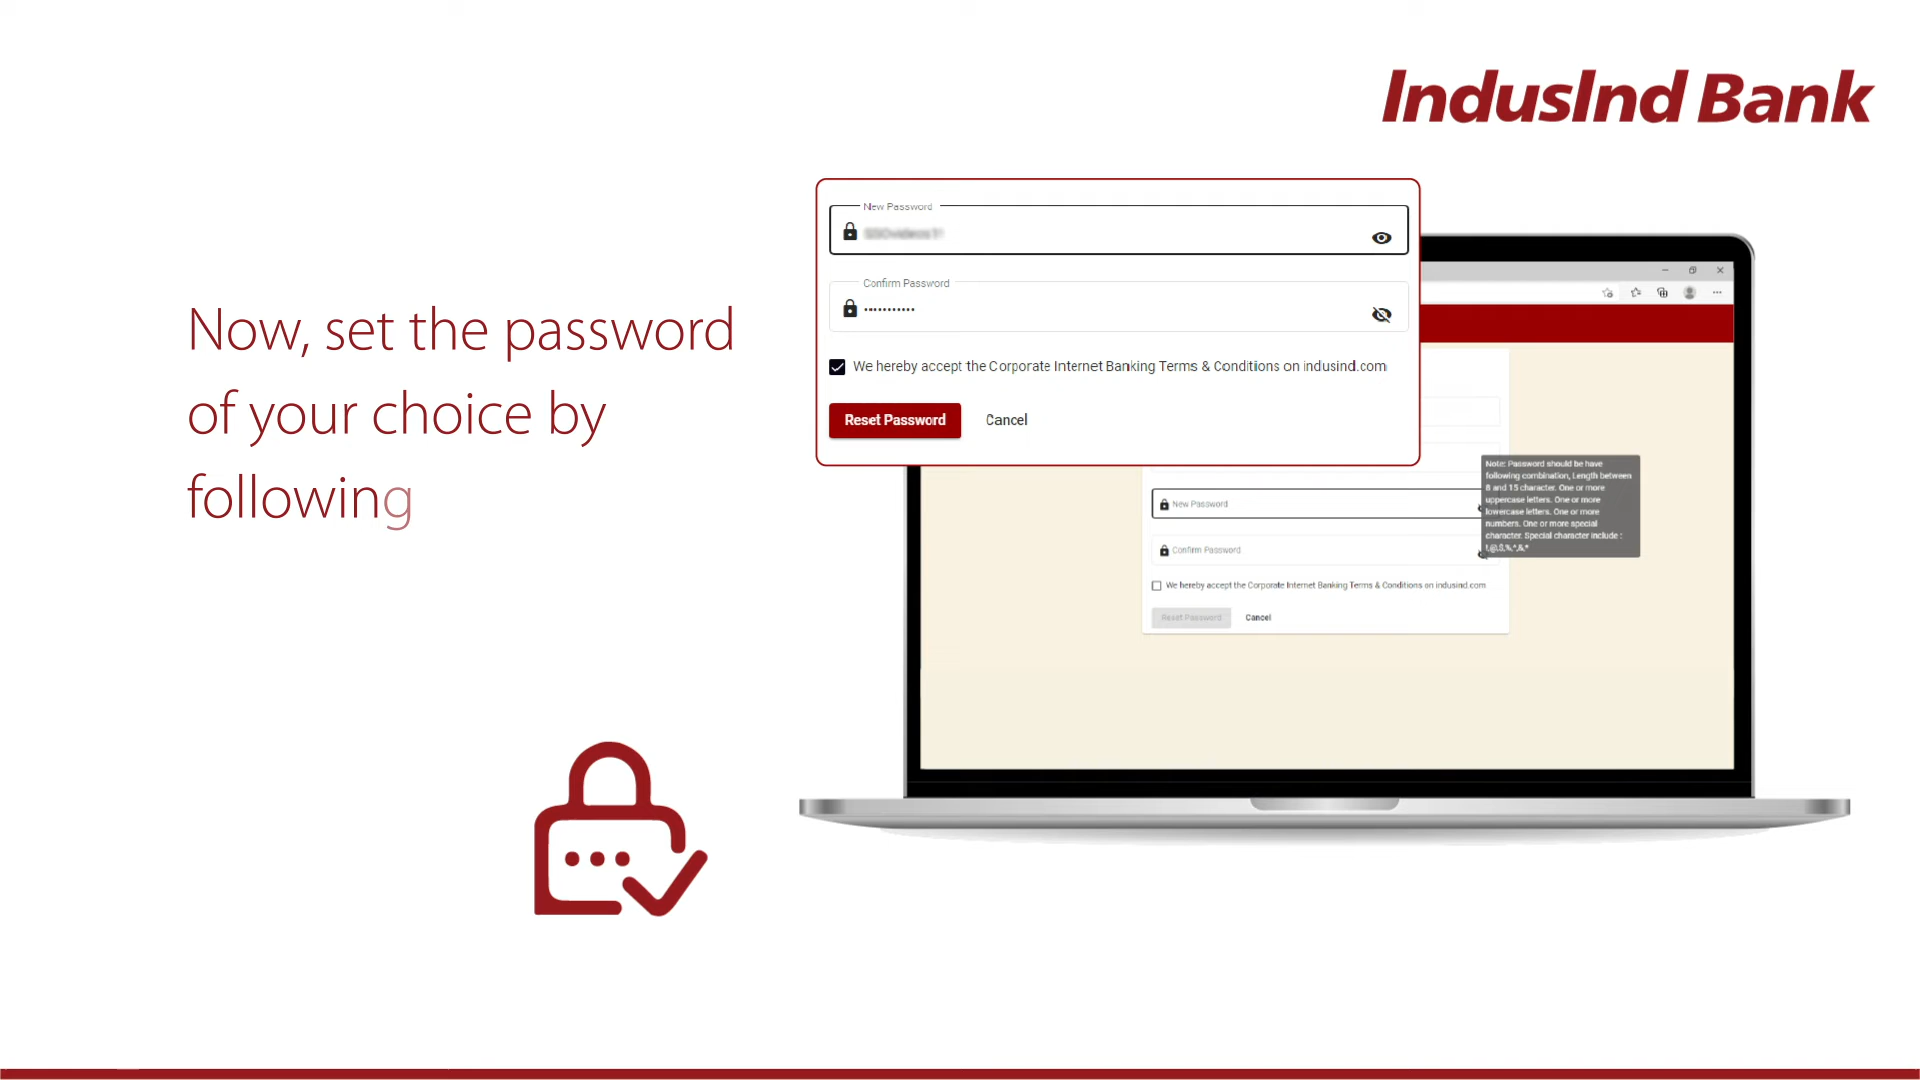 IndusInd Bank
Now, set the password
of your choice by
following
New Password
Confirm Password
We hereby accept the Corporate Internet Banking Terms & Conditions on indusind.com
Reset Password Cancel
Note: Password should be have
following combination, Length between
8 and 15 character. One or more
uppercase letters. One or more
lowercase letters. One or more
numbers. One or more special
character. Special character include :
New Password
Confirm Password
We hereby accept the Corporate Internet Banking Terms & Conditions on indusind.com
Reset Password Cancel